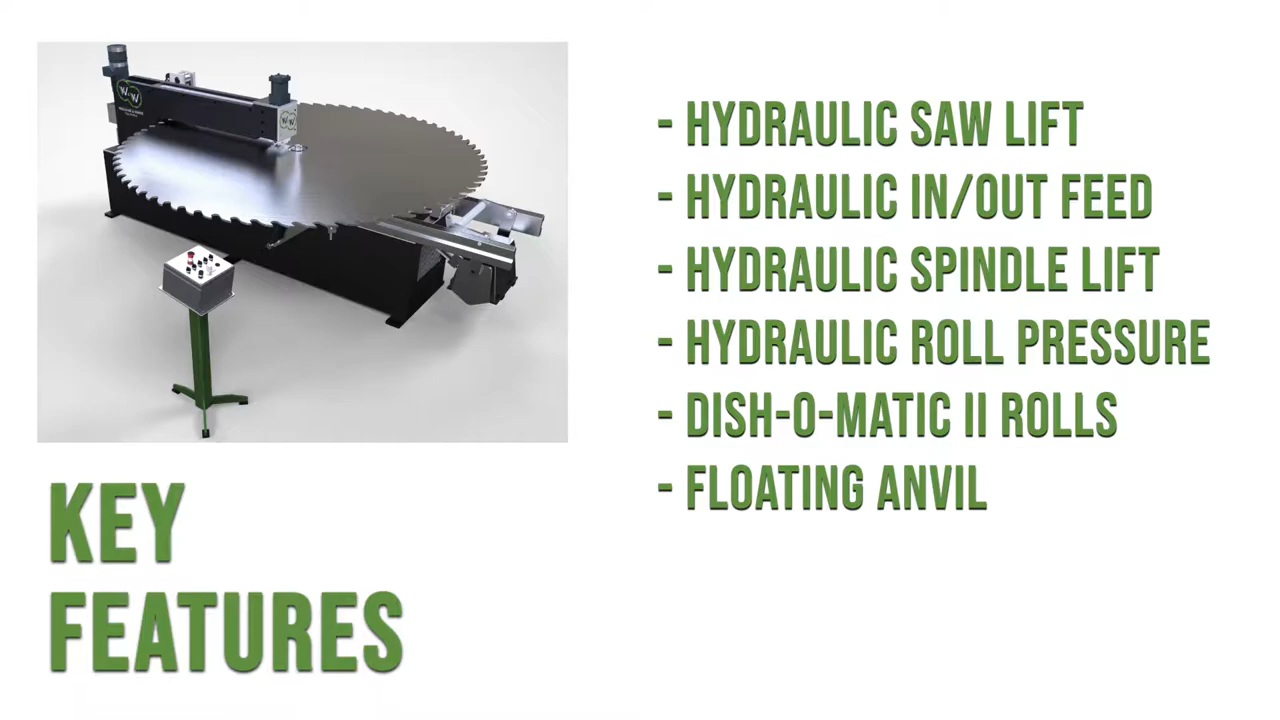 - HYDRAULIC SAW LIFT
- HYDRAULIC IN/OUT FEED
- HYDRAULIC SPINDLE LIFT
- HYDRAULIC ROLL PRESSURE
- DISH-O-MATIC II ROLLS
- FLOATING ANVIL
KEY
FEATURES